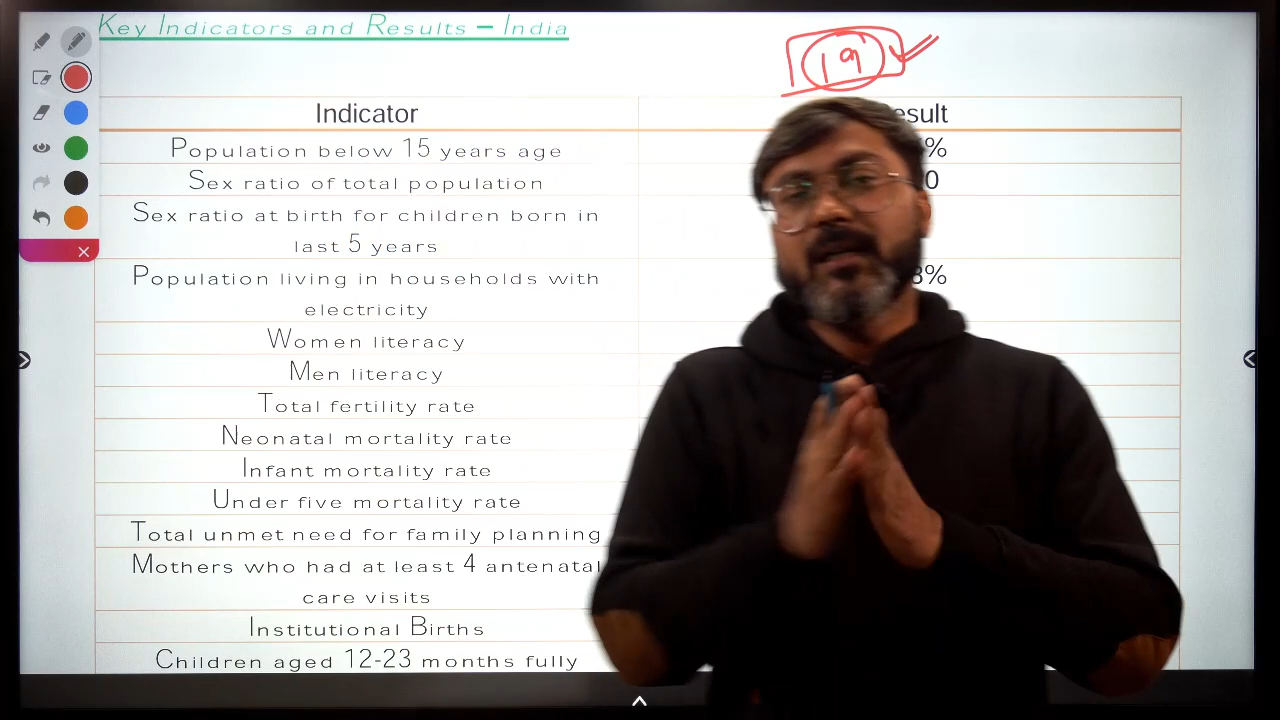 Key Indicators and Results – India
19
Indicator
Population below 15 years age
Sex ratio of total population
Sex ratio at birth for children born in
last 5 years
Population living in households with
electricity
Women literacy
Men literacy
Total fertility rate
Neonatal mortality rate
Infant mortality rate
Under five mortality rate
Total unmet need for family planning
Mothers who had at least 4 antenatal
care visits
Institutional Births
Children aged 12-23 months fully